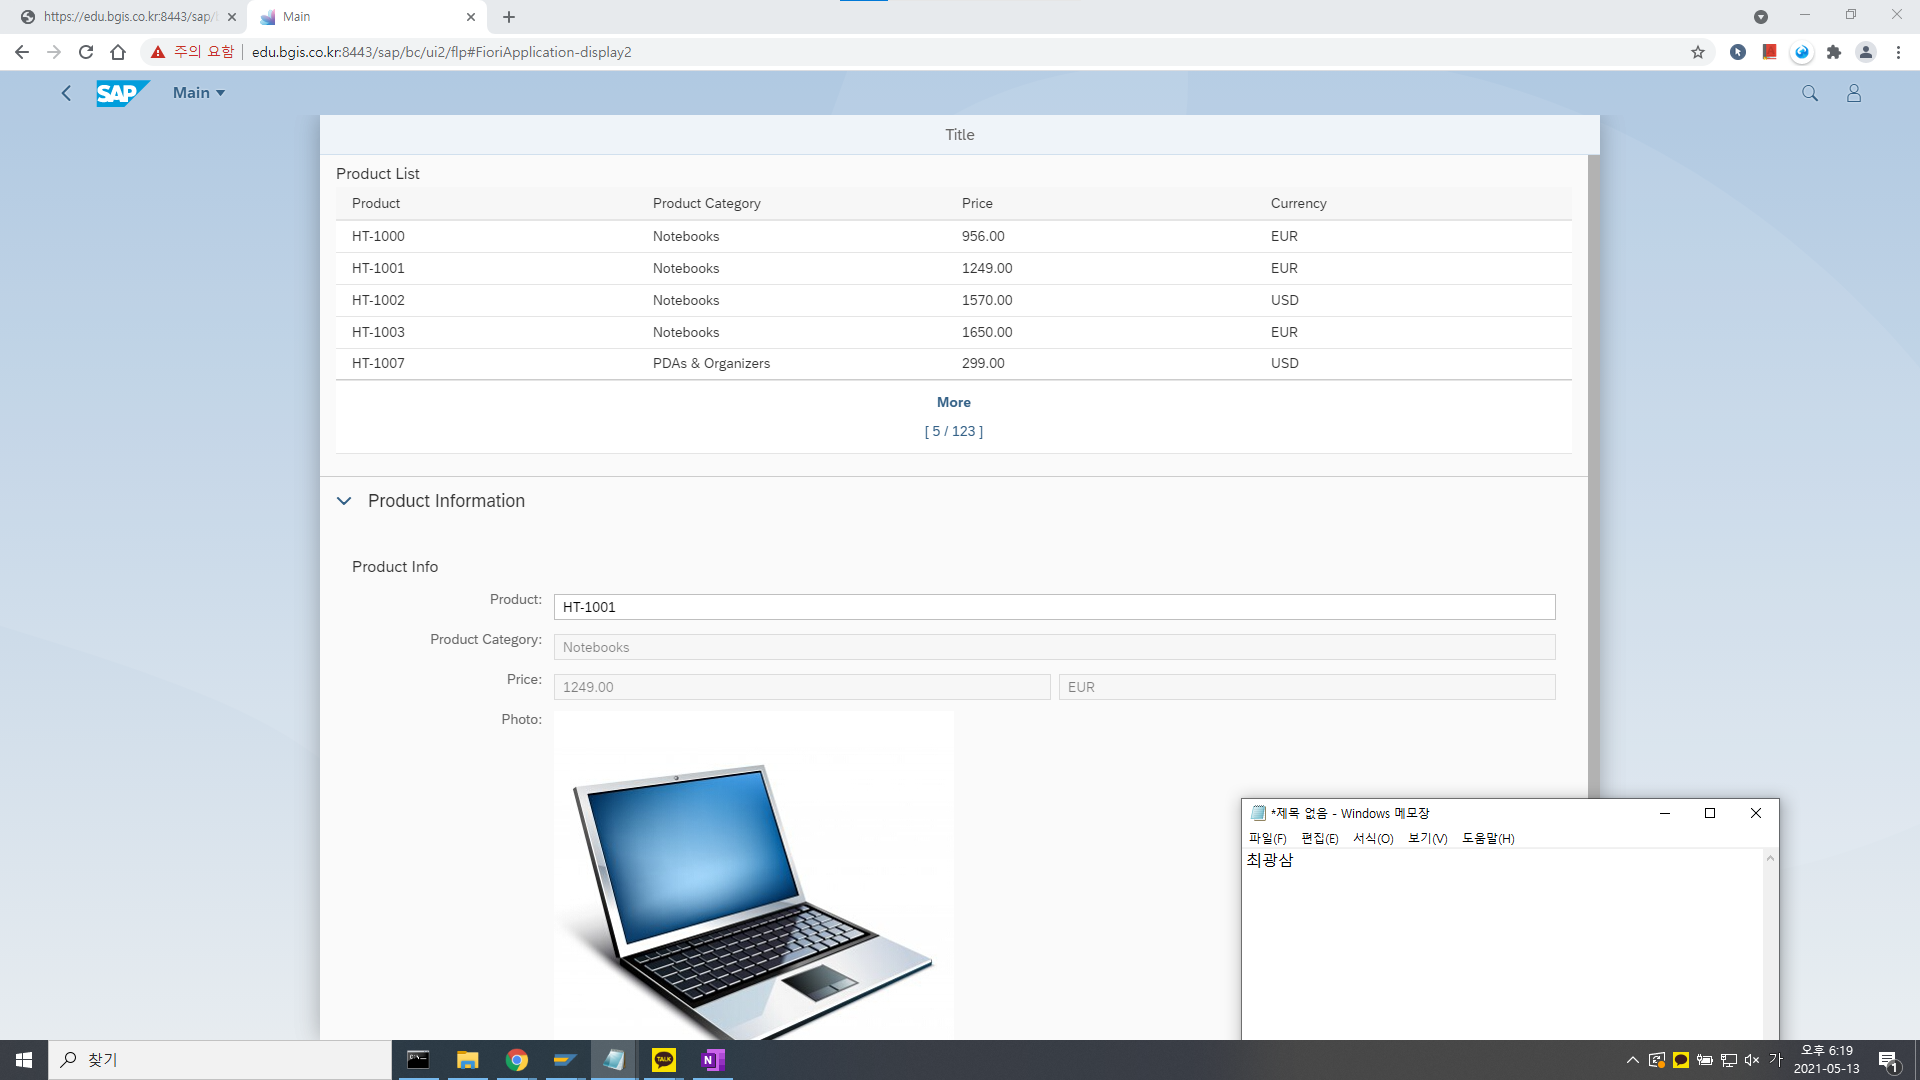 https://edu.bgis.co.kr:8443/sap/
Main
주의 요함
edu.bgis.co.kr:8443/sap/bc/ui2/flp#FioriApplication-display2
SAP
Main
Title
Product List
Product Product Category Price Currency
HT-1000 Notebooks 956.00 EUR
HT-1001 Notebooks 1249.00 EUR
HT-1002 Notebooks 1570.00 USD
HT-1003 Notebooks 1650.00 EUR
HT-1007 PDAs & Organizers 299.00 USD
More
[ 5 / 123 ]
Product Information
Product Info
Product: HT-1001
Product Category: Notebooks
Price: 1249.00 EUR
Photo:
*제목 없음 - Windows 메모장
파일(F) 편집(E) 서식(O) 보기(V) 도움말(H)
최광삼
찾기
TALK
N
가
오후 6:19
2021-05-13
1